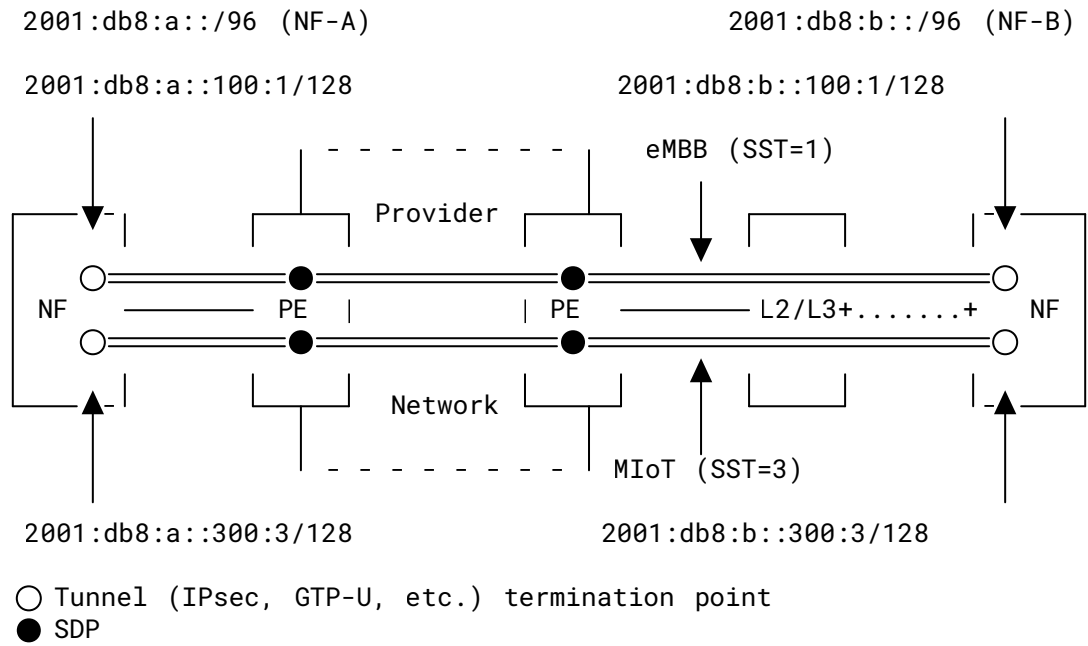 2001:db8:a::/96 (NF-A) 2001:db8:b::/96 (NF-B)
2001:db8:a::100:1/128 2001:db8:b::100:1/128
eMBB (SST=1)
Provider
NF PE PE L2/L3+.......+ NF
Network
MIoT (SST=3)
2001:db8:a::300:3/128 2001:db8:b::300:3/128
Tunnel (IPsec, GTP-U, etc.) termination point
SDP